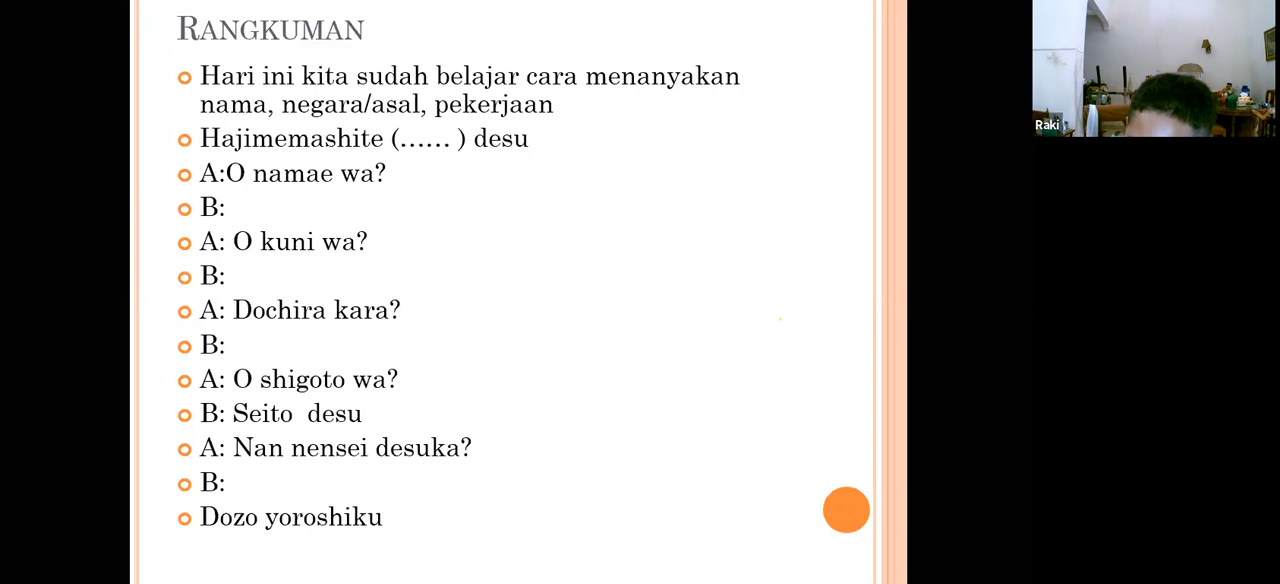 RANGKUMAN
Hari ini kita sudah belajar cara menanyakan
nama, negara/asal, pekerjaan
Hajimemashite (...... ) desu
A:O namae wa?
B:
A: O kuni wa?
B:
A: Dochira kara?
B:
A: O shigoto wa?
B: Seito  desu
A: Nan nensei desuka?
B:
Dozo yoroshiku
Raki